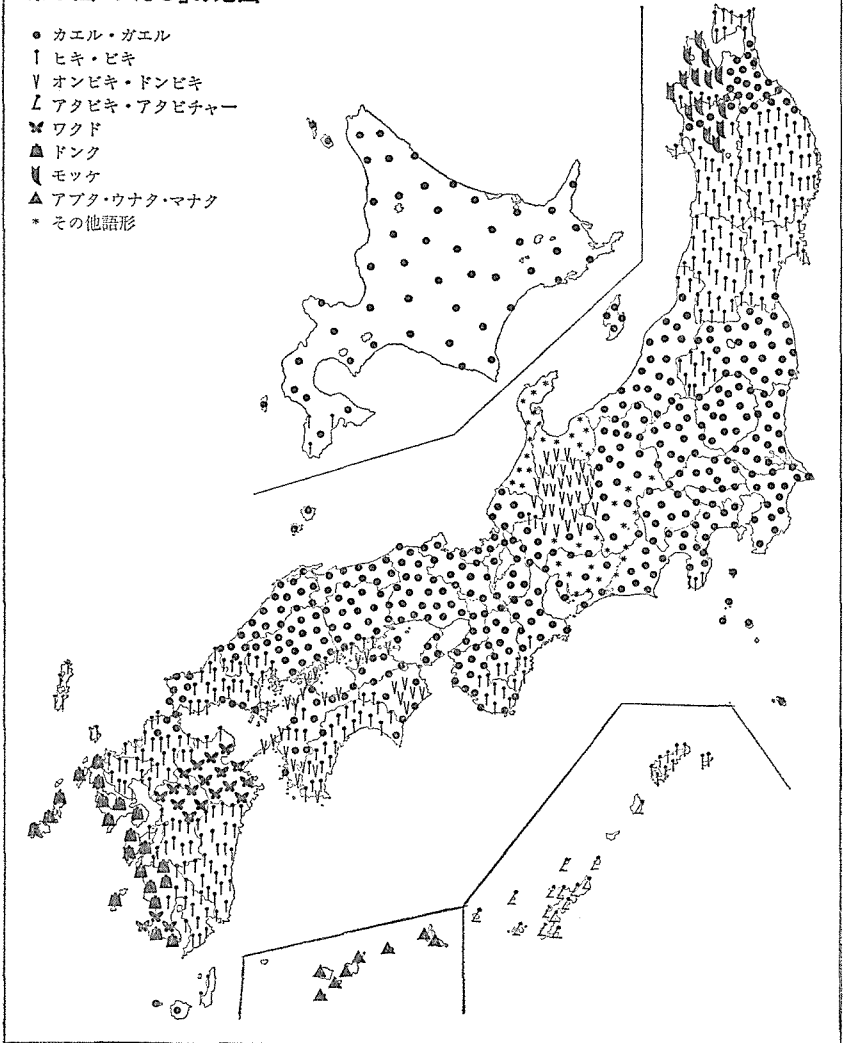 カエル・ガエル
ヒキ・ビキ
オンビキ・ドンビキ
アタビキ・アタビチャー
ワクド
ドンク
モッケ
アブタ・ウナタ・マナタ
その他語形